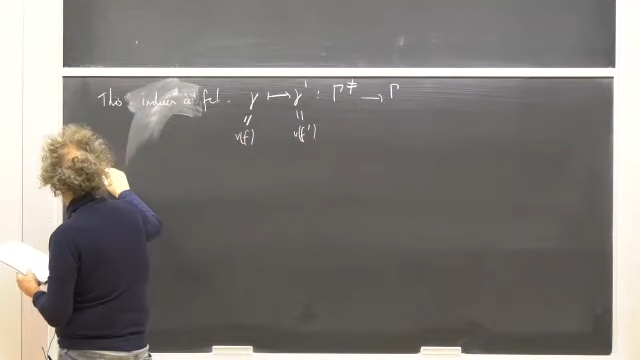 This induces a fct. γ ↦ γ' : Γ^≠ → Γ
= =
v(f) v(f')